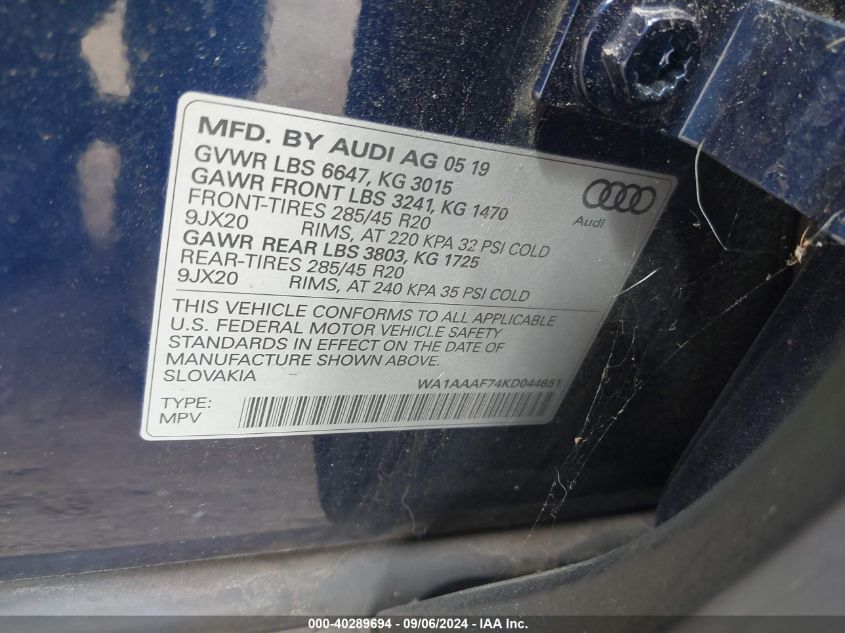 MFD. BY AUDI AG 05 19
GVWR LBS 6647, KG 3015
GAWR FRONT LBS 3241, KG 1470
FRONT-TIRES 285/45 R20
9JX20 RIMS, AT 220 KPA 32 PSI COLD
GAWR REAR LBS 3803, KG 1725
REAR-TIRES 285/45 R20
9JX20 RIMS, AT 240 KPA 35 PSI COLD
Audi
THIS VEHICLE CONFORMS TO ALL APPLICABLE
U.S. FEDERAL MOTOR VEHICLE SAFETY
STANDARDS IN EFFECT ON THE DATE OF
MANUFACTURE SHOWN ABOVE.
SLOVAKIA WA1AAAF74KD044651
TYPE:
MPV
000-40289694 - 09/06/2024 - IAAI.COM